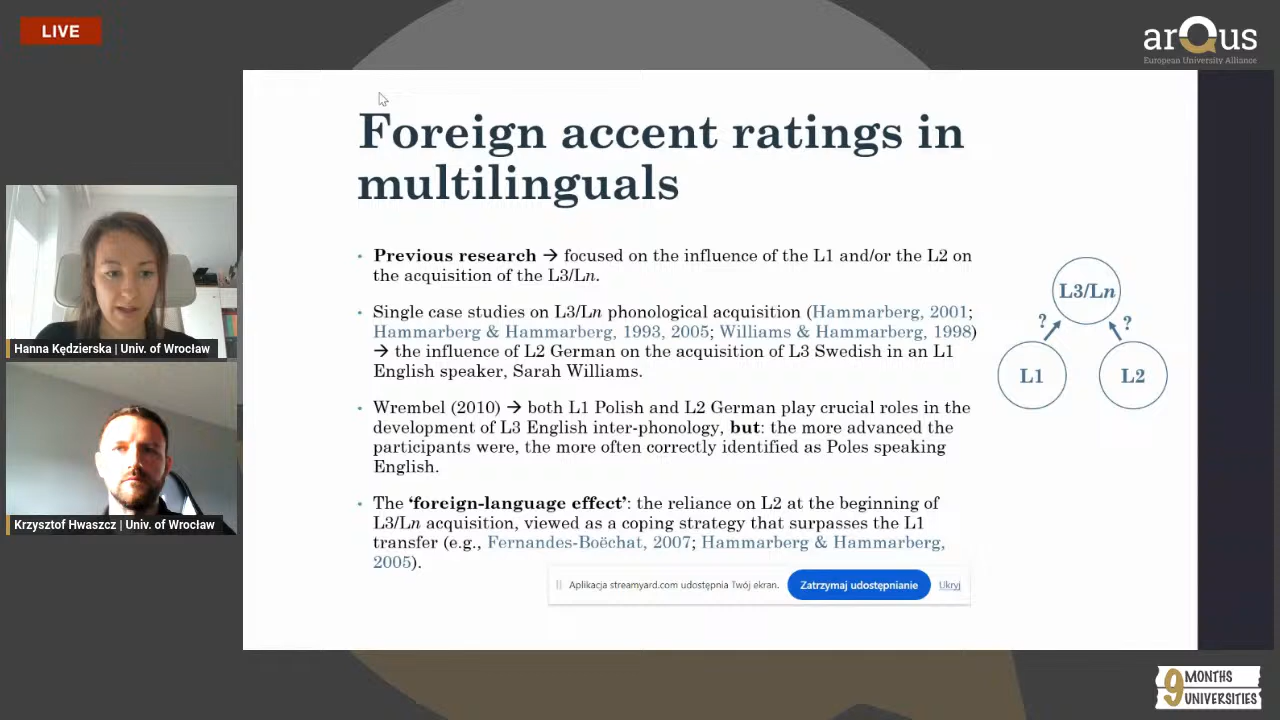 LIVE
arQus
European University Alliance
Foreign accent ratings in
multilinguals
• Previous research → focused on the influence of the L1 and/or the L2 on
the acquisition of the L3/Ln.
• Single case studies on L3/Ln phonological acquisition (Hammarberg, 2001;
Hammarberg & Hammarberg, 1993, 2005; Williams & Hammarberg, 1998)
→ the influence of L2 German on the acquisition of L3 Swedish in an L1
English speaker, Sarah Williams.
• Wrembel (2010) → both L1 Polish and L2 German play crucial roles in the
development of L3 English inter-phonology, but: the more advanced the
participants were, the more often correctly identified as Poles speaking
English.
• The ‘foreign-language effect’: the reliance on L2 at the beginning of
L3/Ln acquisition, viewed as a coping strategy that surpasses the L1
transfer (e.g., Fernandes-Boëchat, 2007; Hammarberg & Hammarberg,
2005).
L3/Ln
? ?
L1 L2
Hanna Kędzierska | Univ. of Wrocław
Krzysztof Hwaszcz | Univ. of Wrocław
Aplikacja streamyard.com udostępnia Twój ekran. Zatrzymaj udostępnianie Ukryj
9 MONTHS
UNIVERSITIES